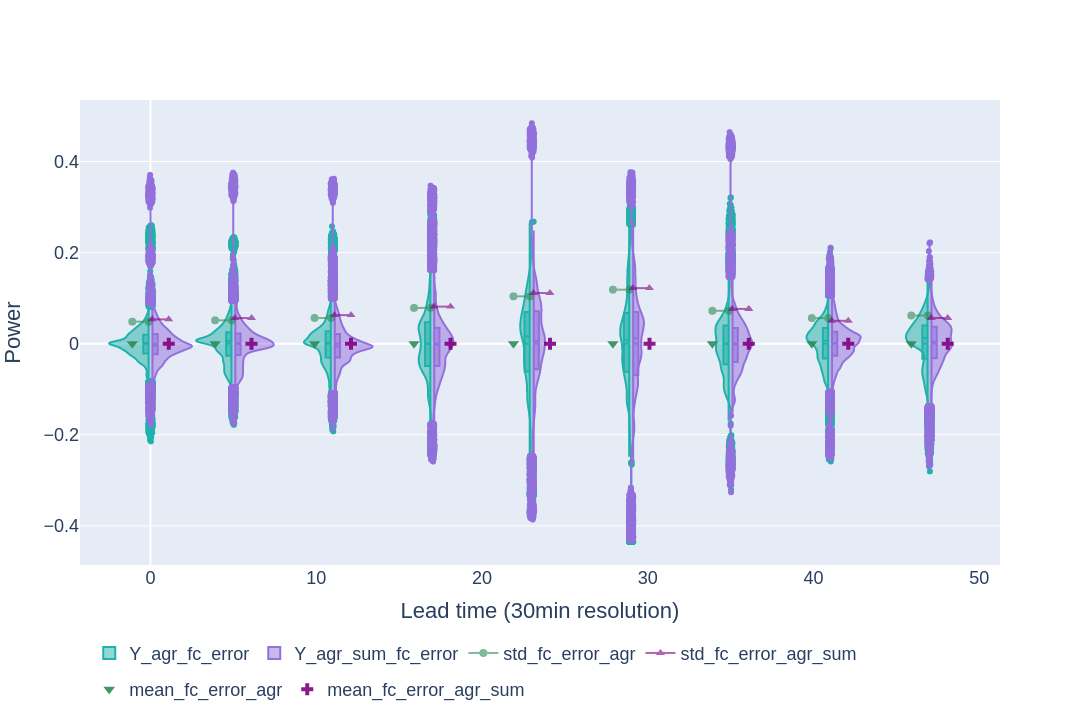 0.4
0.2
0
−0.2
−0.4
Power
0 10 20 30 40 50
Lead time (30min resolution)
Y_agr_fc_error Y_agr_sum_fc_error std_fc_error_agr std_fc_error_agr_sum
mean_fc_error_agr mean_fc_error_agr_sum